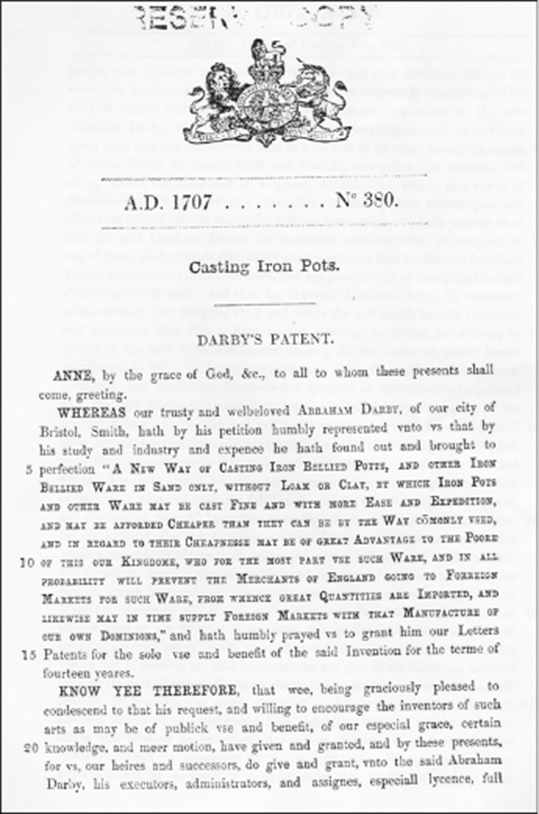 RESERVE COPY
A.D. 1707 . . . . . . . . Nº 380.
Casting Iron Pots.
DARBY'S PATENT.
ANNE, by the grace of God, &c., to all to whom these presents shall
come, greeting.
WHEREAS our trusty and welbeloved ABRAHAM DARBY, of our city of
Bristol, Smith, hath by his petition humbly represented vnto vs that by
his study and industry and expence he hath found out and brought to
5 perfection "A NEW WAY OF CASTING IRON BELLIED POTTS, AND OTHER IRON
BELLIED WARE IN SAND ONLY, WITHOUT LOAM OR CLAY, BY WHICH IRON POTS
AND OTHER WARE MAY BE CAST FINE AND WITH MORE EASE AND EXPEDITION,
AND MAY BE AFFORDED CHEAPER THAN THEY CAN BE BY THE WAY CŌMONLY VSED,
AND IN REGARD TO THEIR CHEAPNESSE MAY BE OF GREAT ADVANTAGE TO THE POORE
10 OF THIS OUR KINGDOME, WHO FOR THE MOST PART VSE SUCH WARE, AND IN ALL
PROBABILITY WILL PREVENT THE MERCHANTS OF ENGLAND GOING TO FORREIGN
MARKETS FOR SUCH WARE, FROM WHENCE GREAT QUANTITIES ARE IMPORTED, AND
LIKEWISE MAY IN TIME SUPPLY FOREIGN MARKETS WITH THAT MANUFACTURE OF
OUR OWN DOMINIONS," and hath humbly prayed vs to grant him our Letters
15 Patents for the sole vse and benefit of the said Invention for the terme of
fourteen yeares.
KNOW YEE THEREFORE, that wee, being graciously pleased to
condescend to that his request, and willing to encourage the inventors of such
arts as may be of publick vse and benefit, of our especial grace, certain
20 knowledge, and meer motion, have given and granted, and by these presents,
for vs, our heires and successors, do give and grant, vnto the said Abraham
Darby, his executors, administrators, and assignes, especiall lycence, full